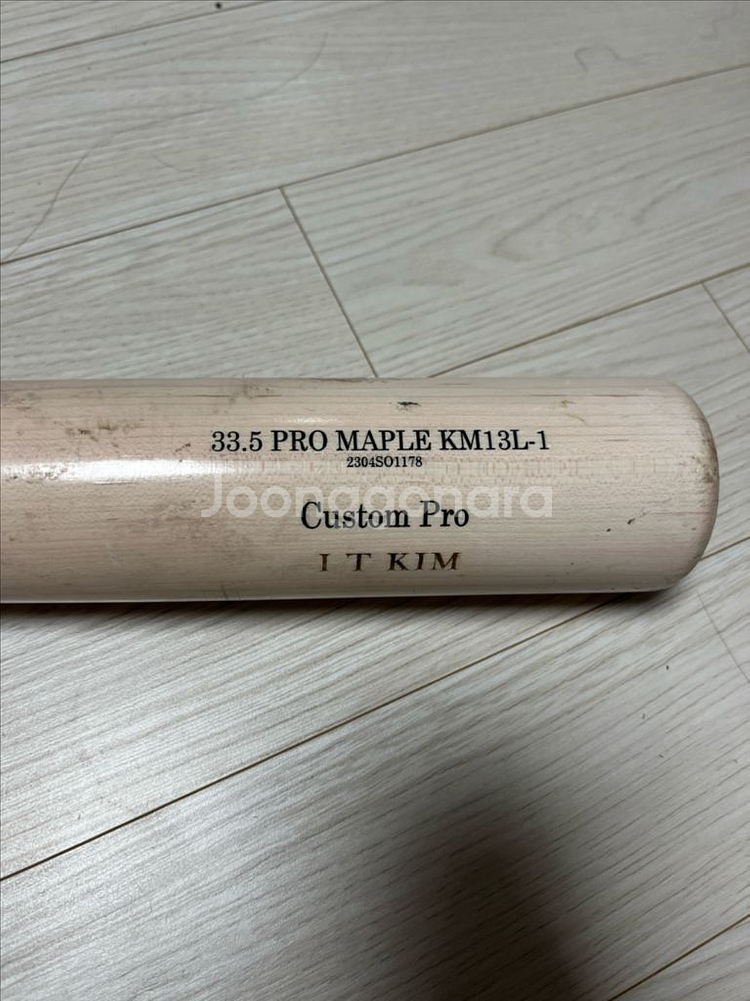 33.5 PRO MAPLE KM13L-1
2304SO1178
Joonggonara
Custom Pro
I T KIM